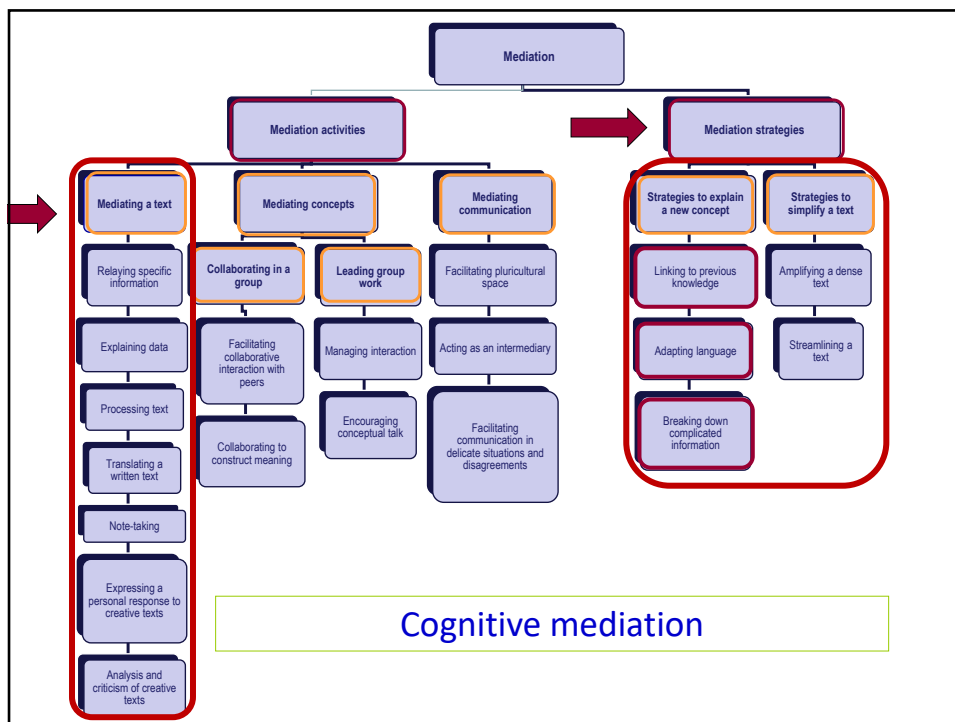 Mediation
Mediation activities
Mediation strategies
Mediating a text
Mediating concepts
Mediating
communication
Strategies to explain
a new concept
Strategies to
simplify a text
Relaying specific
information
Collaborating in a
group
Leading group
work
Facilitating pluricultural
space
Linking to previous
knowledge
Amplifying a dense
text
Explaining data
Facilitating
collaborative
interaction with
peers
Managing interaction
Acting as an intermediary
Adapting language
Streamlining a
text
Processing text
Collaborating to
construct meaning
Encouraging
conceptual talk
Facilitating
communication in
delicate situations and
disagreements
Breaking down
complicated
information
Translating a
written text
Note-taking
Expressing a
personal response to
creative texts
Analysis and
criticism of creative
texts
Cognitive mediation